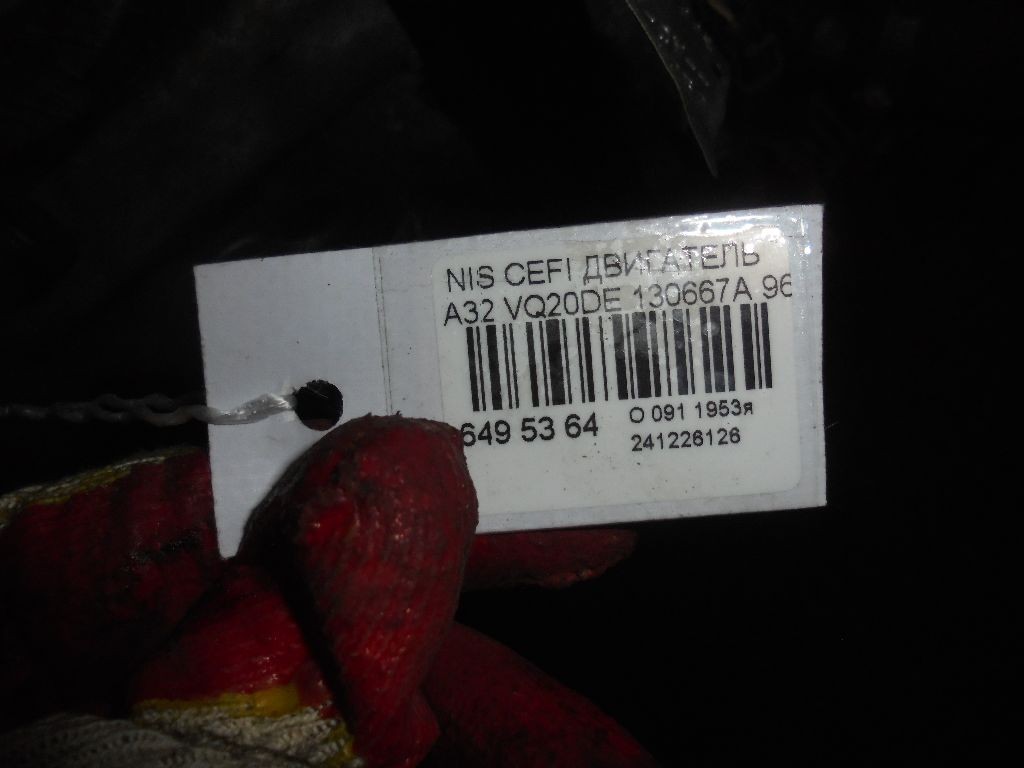 NIS CEFI ДВИГАТЕЛЬ
A32 VQ20DE 130667A 96
649 53 64
О 091 1953я
241226126